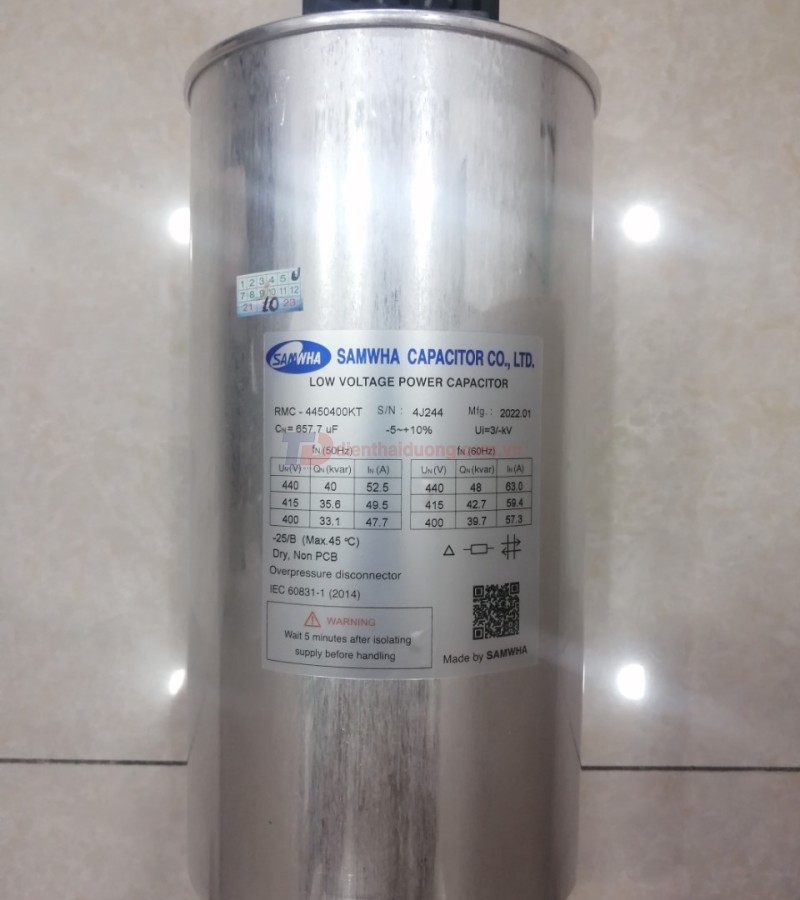 1 2 3 4 5
7 8 9 10 11 12
21 10 23
SAMWHA SAMWHA CAPACITOR CO., LTD.
LOW VOLTAGE POWER CAPACITOR
RMC - 4450400KT S/N : 4J244 Mfg. : 2022.01
CN = 657.7 uF -5~+10% Ui=3/-kV
TD dienthaiduong.com.vn
fN (50Hz) fN (60Hz)
UN (V) QN (kvar) IN (A) UN (V) QN (kvar) IN (A)
440 40 52.5 440 48 63.0
415 35.6 49.5 415 42.7 59.4
400 33.1 47.7 400 39.7 57.3
-25/B (Max.45 ℃)
Dry, Non PCB
Overpressure disconnector
IEC 60831-1 (2014)
WARNING
Wait 5 minutes after isolating
supply before handling
Made by SAMWHA